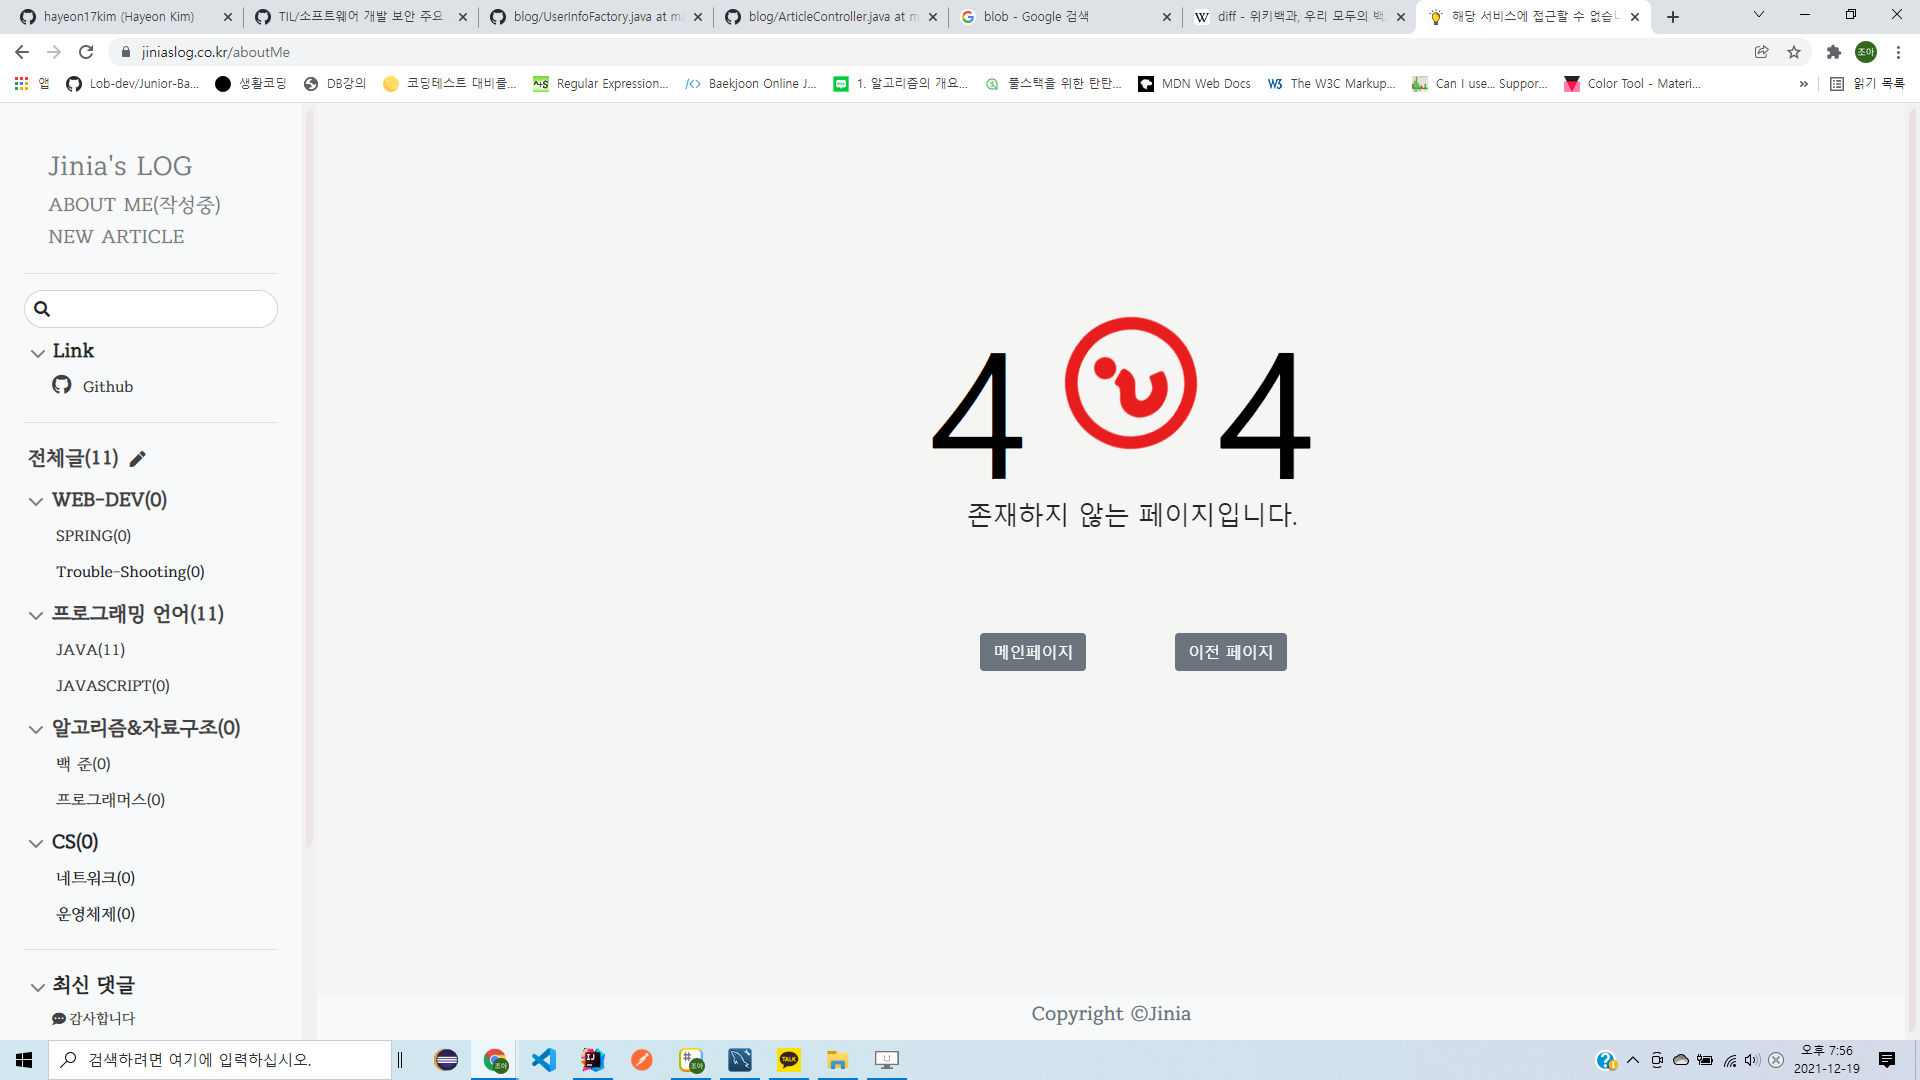 hayeon17kim (Hayeon Kim)
TIL/소프트웨어 개발 보안 주요
blog/UserInfoFactory.java at ma
blog/ArticleController.java at m
blob - Google 검색
diff - 위키백과, 우리 모두의 백
해당 서비스에 접근할 수 없습니
jiniaslog.co.kr/aboutMe
조아
앱
Lob-dev/Junior-Ba...
생활코딩
DB강의
코딩테스트 대비를...
Regular Expression...
Baekjoon Online J...
1. 알고리즘의 개요...
풀스택을 위한 탄탄...
MDN Web Docs
The W3C Markup...
Can I use... Suppor...
Color Tool - Materi...
»
읽기 목록
Jinia's LOG
ABOUT ME(작성중)
NEW ARTICLE
Link
Github
전체글(11)
WEB-DEV(0)
SPRING(0)
Trouble-Shooting(0)
프로그래밍 언어(11)
JAVA(11)
JAVASCRIPT(0)
알고리즘&자료구조(0)
백 준(0)
프로그래머스(0)
CS(0)
네트워크(0)
운영체제(0)
최신 댓글
감사합니다
4 4
존재하지 않는 페이지입니다.
메인페이지
이전 페이지
Copyright ©Jinia
검색하려면 여기에 입력하십시오.
오후 7:56
2021-12-19